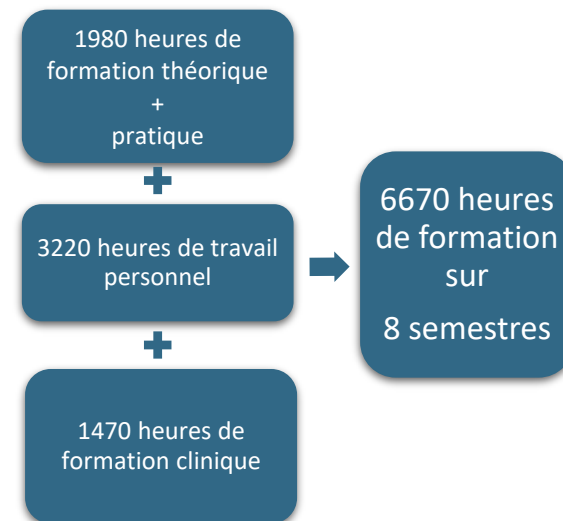 1980 heures de
formation théorique
+
pratique
3220 heures de travail
personnel
1470 heures de
formation clinique
6670 heures
de formation
sur
8 semestres